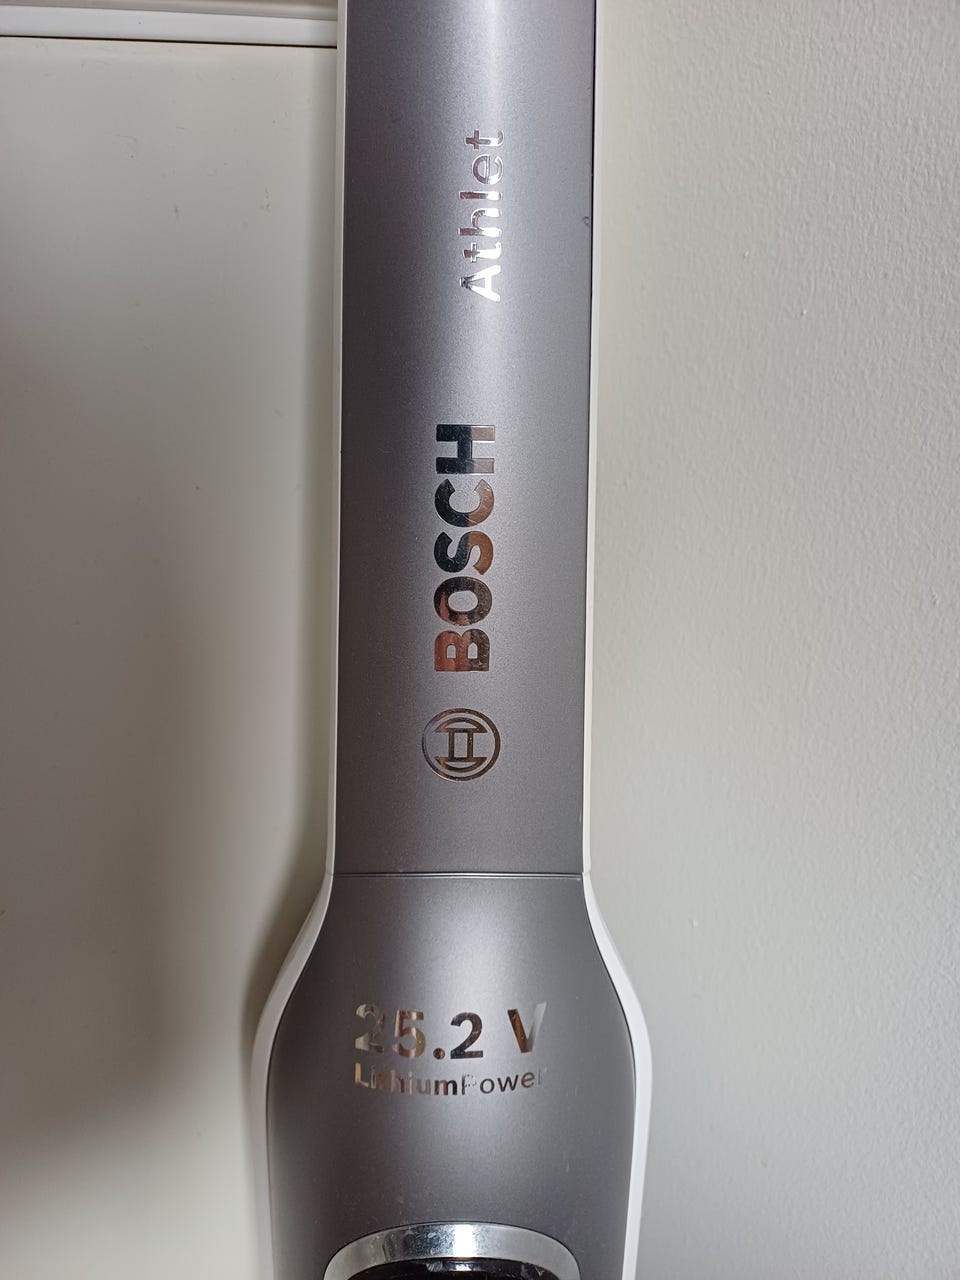 Athlet
BOSCH
25.2 V
LithiumPower